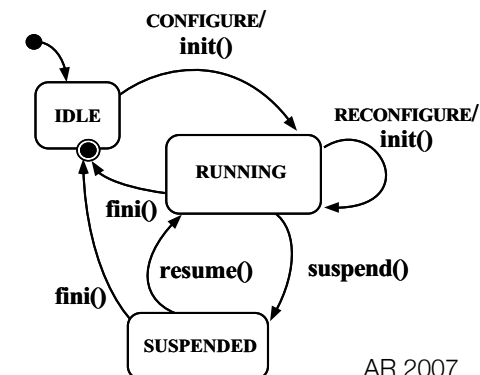 CONFIGURE/
init()
IDLE
RECONFIGURE/
init()
RUNNING
fini()
resume()
suspend()
fini()
SUSPENDED
AR 2007